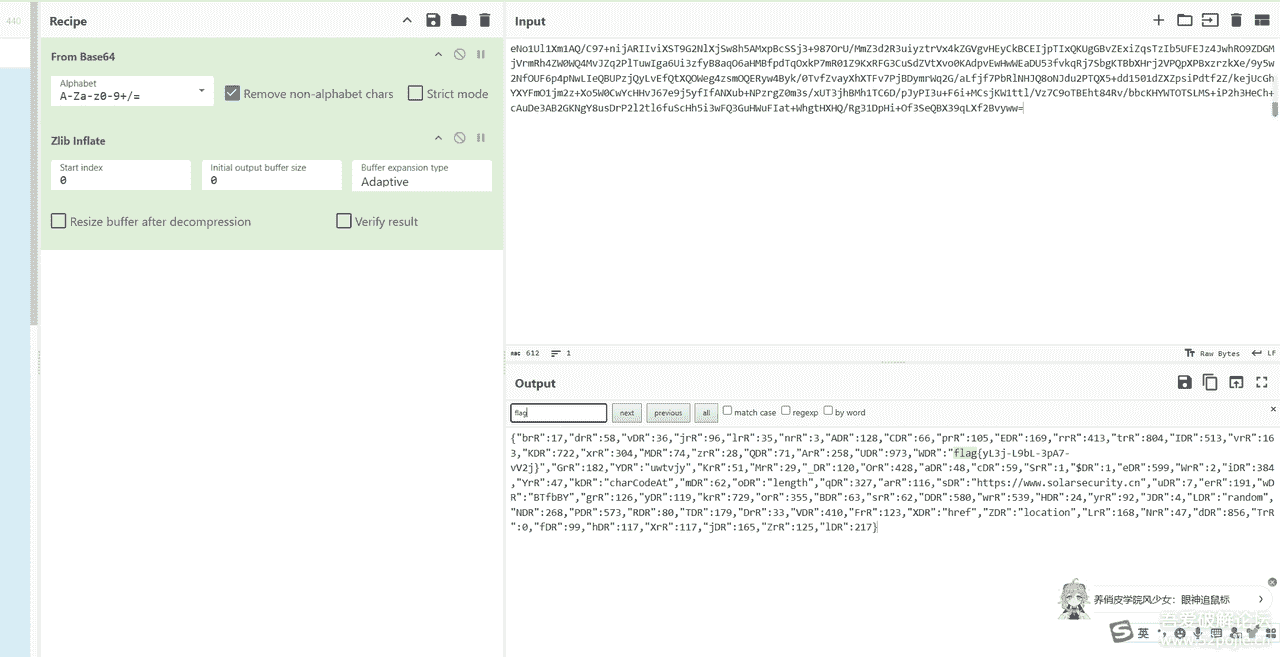 440
Recipe
From Base64
Alphabet
A-Za-z0-9+/=
Remove non-alphabet chars
Strict mode
Zlib Inflate
Start index
0
Initial output buffer size
0
Buffer expansion type
Adaptive
Resize buffer after decompression
Verify result
Input
eNo1Ul1Xm1AQ/C97+nijARIIviXST9G2NlXjSw8h5AMxpBcSSj3+987OrU/MmZ3d2R3uiyztrVx4kZGVgvHEyCkBCEIjpTIxQKUgGBvZExiZqsTzIb5UFEJz4JwhRO9ZDGM
jVrmRh4ZW0WQ4MvJZq2PlTuwIga6Ui3zfyB8aqO6aHMBfpdTqOxkP7mR01Z9KxRFG3CuSdZVtXvo0KAdpvEwHwWEaDU53fvkqRj7SbgKTBbXHrj2VPQpXPBxzrzkXe/9y5w
2NfOUF6p4pNwLIeQBUPzjQyLvEfQtXQOWeg4zsmOQERyw4Byk/0TvfZvayXhXTFv7PjBDymrWq2G/aLfjf7PbRlNHJQ8oNJdu2PTQX5+dd1501dZXZpsiPdtf2Z/kejUcGh
YXYFmO1jm2z+Xo5W0CwYcHHvJ67e9j5yfIfANXub+NPzrgZ0m3s/xUT3jhBMh1TC6D/pJyPI3u+F6i+MCsjKW1ttl/Vz7C9oTBEht84Rv/bbcKHYWTOTSLMS+iP2h3HeCh+
cAuDe3AB2GKNgY8usDrP2l2tl6fuScHh5i3wFQ3GuHWuFIat+WhgtHXHQ/Rg31DpHi+Of3SeQBX39qLXf2Bvyww=
612
1
Raw Bytes
LF
Output
flag
next
previous
all
match case
regexp
by word
{"brR":17,"drR":58,"vDR":36,"jrR":96,"lrR":35,"nrR":3,"ADR":128,"CDR":66,"prR":105,"EDR":169,"rrR":413,"trR":804,"IDR":513,"vrR":16
3,"KDR":722,"xrR":304,"MDR":74,"zrR":28,"QDR":71,"ArR":258,"UDR":973,"WDR":"flag{yL3j-L9bL-3pA7-
vV2j}","GrR":182,"YDR":"uwtvjy","KrR":51,"MrR":29,"_DR":120,"OrR":428,"aDR":48,"cDR":59,"SrR":1,"$DR":1,"eDR":599,"WrR":2,"iDR":384
,"YrR":47,"kDR":"charCodeAt","mDR":62,"oDR":"length","qDR":327,"arR":116,"sDR":"https://www.solarsecurity.cn","uDR":7,"erR":191,"wD
R":"BTfbBY","grR":126,"yDR":119,"krR":729,"orR":355,"BDR":63,"srR":62,"DDR":580,"wrR":539,"HDR":24,"yrR":92,"JDR":4,"LDR":"random",
"NDR":268,"PDR":573,"RDR":80,"TDR":179,"DrR":33,"VDR":410,"FrR":123,"XDR":"href","ZDR":"location","LrR":168,"NrR":47,"dDR":856,"TrR
":0,"fDR":99,"hDR":117,"XrR":117,"jDR":165,"ZrR":125,"lDR":217}
养俏皮学院风少女：眼神追鼠标
英
吾爱破解论坛
www.52pojie.cn